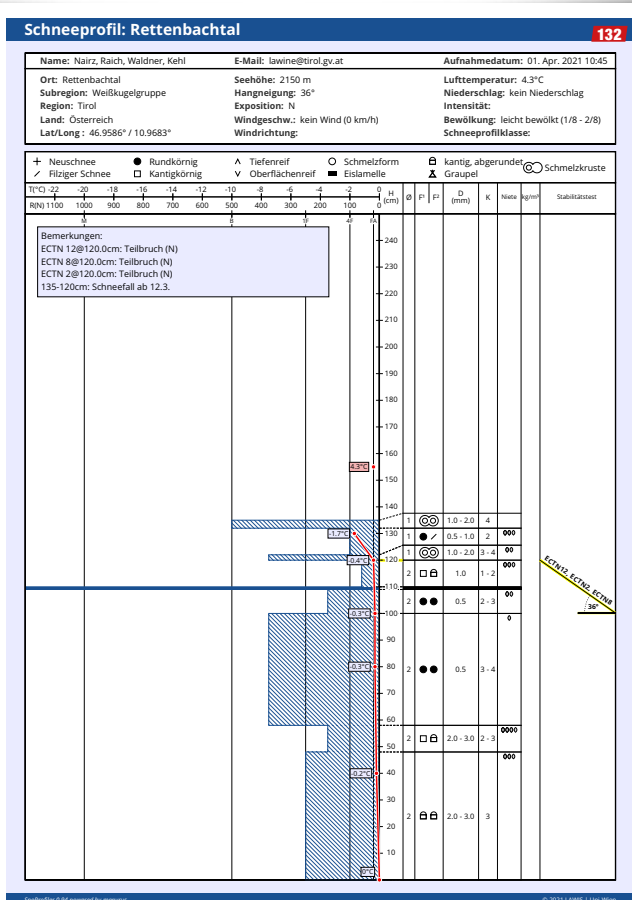 Schneeprofil: Rettenbachtal
132
Name: Nairz, Raich, Waldner, Kehl E-Mail: lawine@tirol.gv.at Aufnahmedatum: 01. Apr. 2021 10:45
Ort: Rettenbachtal Seehöhe: 2150 m Lufttemperatur: 4.3°C
Subregion: Weißkugelgruppe Hangneigung: 36° Niederschlag: kein Niederschlag
Region: Tirol Exposition: N Intensität:
Land: Österreich Windgeschw.: kein Wind (0 km/h) Bewölkung: leicht bewölkt (1/8 - 2/8)
Lat/Long : 46.9586° / 10.9683° Windrichtung: Schneeprofilklasse:
Neuschnee Rundkörnig Tiefenreif Schmelzform kantig, abgerundet Schmelzkruste
Filziger Schnee Kantigkörnig Oberflächenreif Eislamelle Graupel
T(°C) -22 -20 -18 -16 -14 -12 -10 -8 -6 -4 -2 0 H (cm) Ø F¹ F² D (mm) K Niete kg/m³ Stabilitätstest
R(N) 1100 1000 900 800 700 600 500 400 300 200 100 0
M B 1F 4F FA
Bemerkungen:
ECTN 12@120.0cm: Teilbruch (N)
ECTN 8@120.0cm: Teilbruch (N)
ECTN 2@120.0cm: Teilbruch (N)
135-120cm: Schneefall ab 12.3.
240
230
220
210
200
190
180
170
160
4.3°C
150
140
1 1.0 - 2.0 4
-1.7°C 130 1 0.5 - 1.0 2
1 1.0 - 2.0 3 - 4
-0.4°C 120
2 1.0 1 - 2
ECTN12, ECTN2, ECTN8
110
2 0.5 2 - 3
36°
-0.3°C 100
90
-0.3°C 80 2 0.5 3 - 4
70
60
2 2.0 - 3.0 2 - 3
50
-0.2°C 40
30
2 2.0 - 3.0 3
20
10
0°C